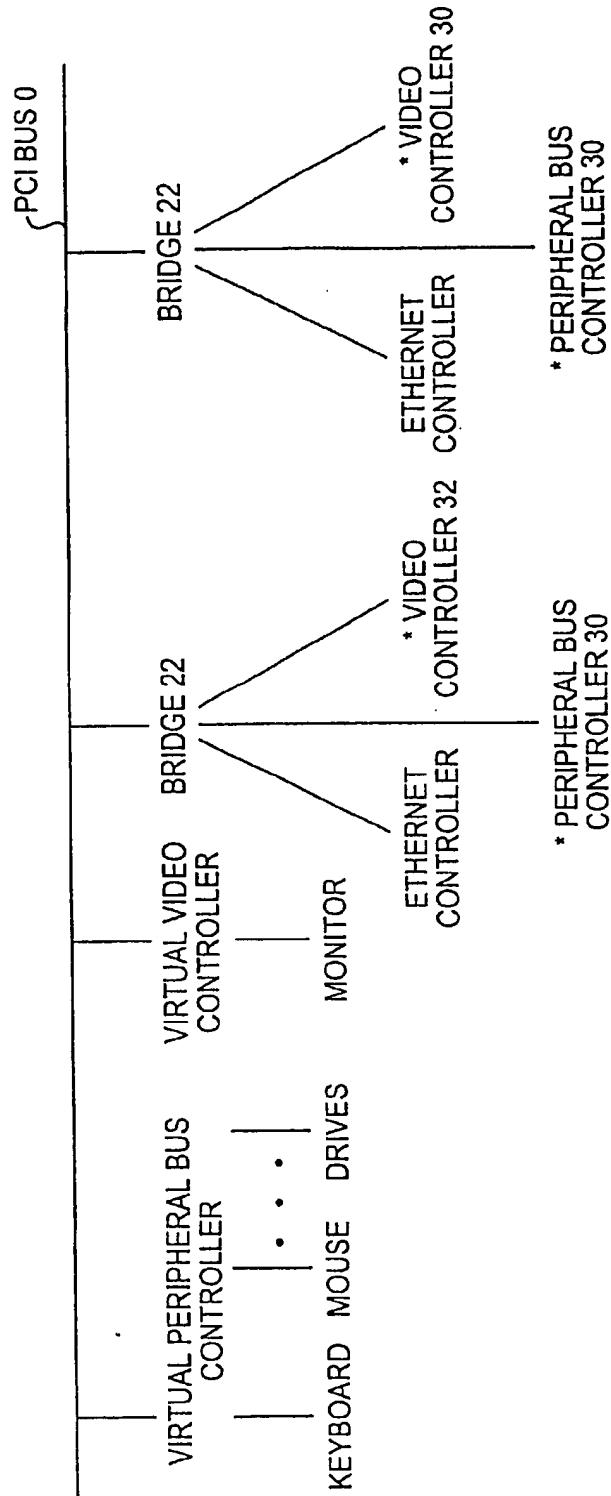 PCI BUS 0
VIRTUAL PERIPHERAL BUS
CONTROLLER
VIRTUAL VIDEO
CONTROLLER
BRIDGE 22
BRIDGE 22
KEYBOARD
MOUSE
DRIVES
MONITOR
ETHERNET
CONTROLLER
* VIDEO
CONTROLLER 32
ETHERNET
CONTROLLER
* VIDEO
CONTROLLER 30
* PERIPHERAL BUS
CONTROLLER 30
* PERIPHERAL BUS
CONTROLLER 30